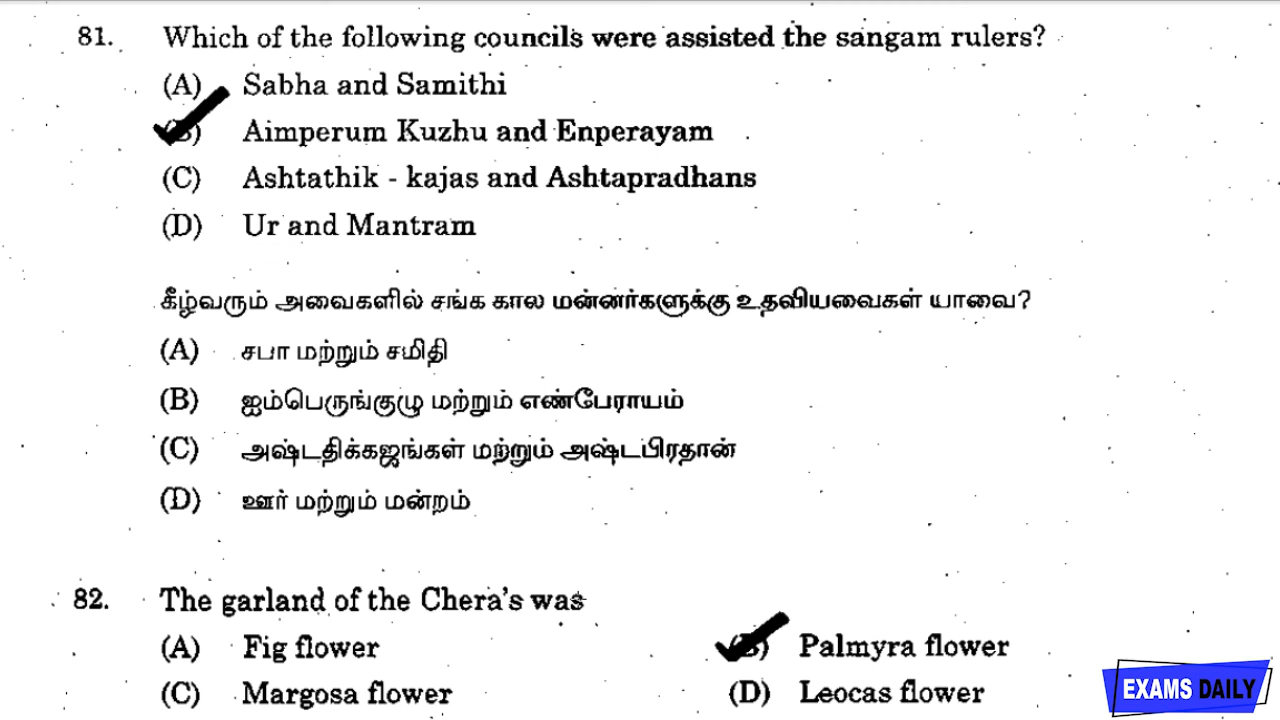 81. Which of the following councils were assisted the sangam rulers?
(A) Sabha and Samithi
(B) Aimperum Kuzhu and Enperayam
(C) Ashtathik - kajas and Ashtapradhans
(D) Ur and Mantram
கீழ்வரும் அவைகளில் சங்க கால மன்னர்களுக்கு உதவியவைகள் யாவை?
(A) சபா மற்றும் சமிதி
(B) ஐம்பெருங்குழு மற்றும் எண்பேராயம்
(C) அஷ்டதிக்கஜங்கள் மற்றும் அஷ்டபிரதான்
(D) ஊர் மற்றும் மன்றம்
82. The garland of the Chera's was
(A) Fig flower (B) Palmyra flower
(C) Margosa flower (D) Leocas flower
EXAMS DAILY